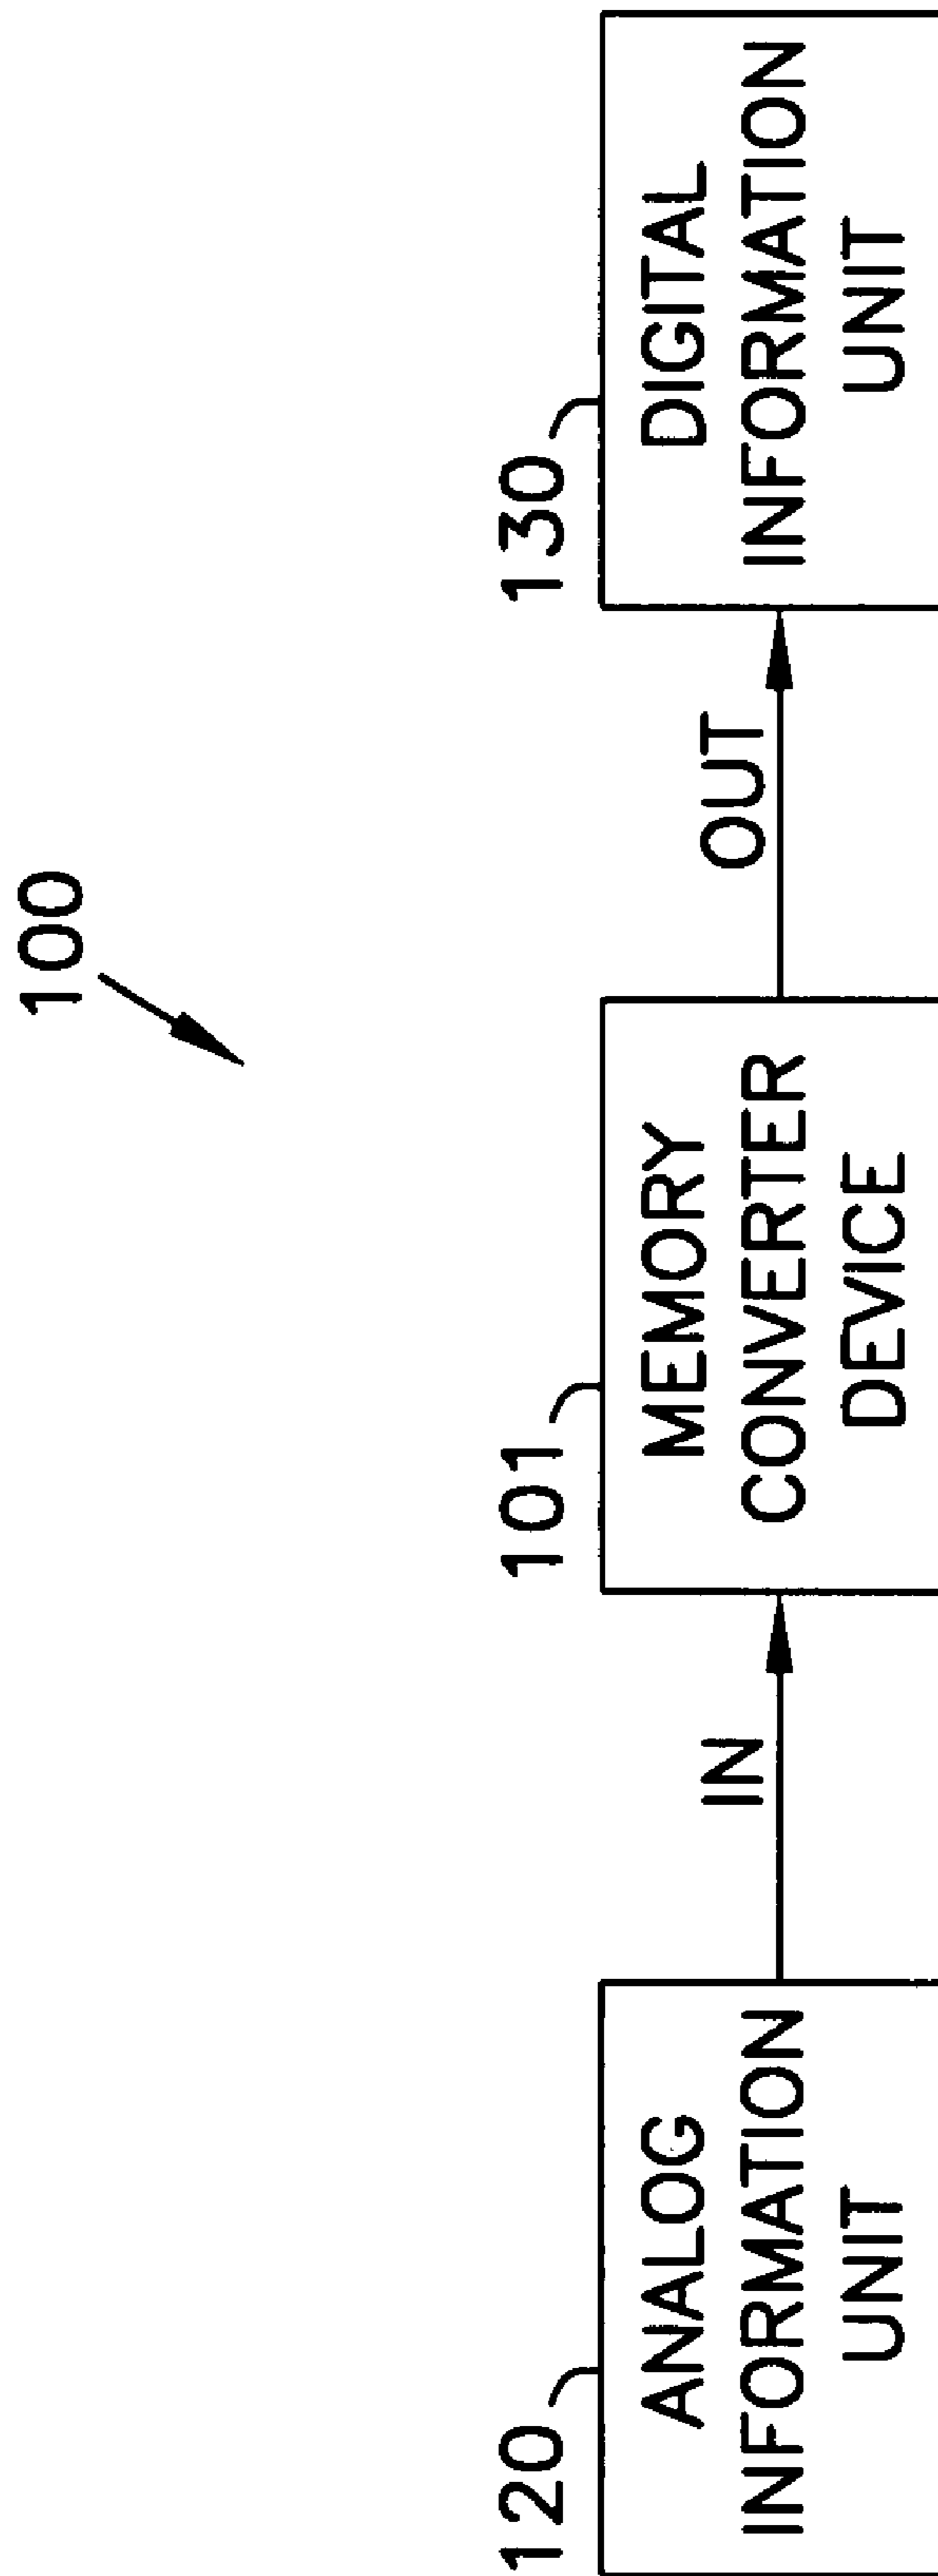 100
120
ANALOG
INFORMATION
UNIT
IN
101
MEMORY
CONVERTER
DEVICE
OUT
130
DIGITAL
INFORMATION
UNIT